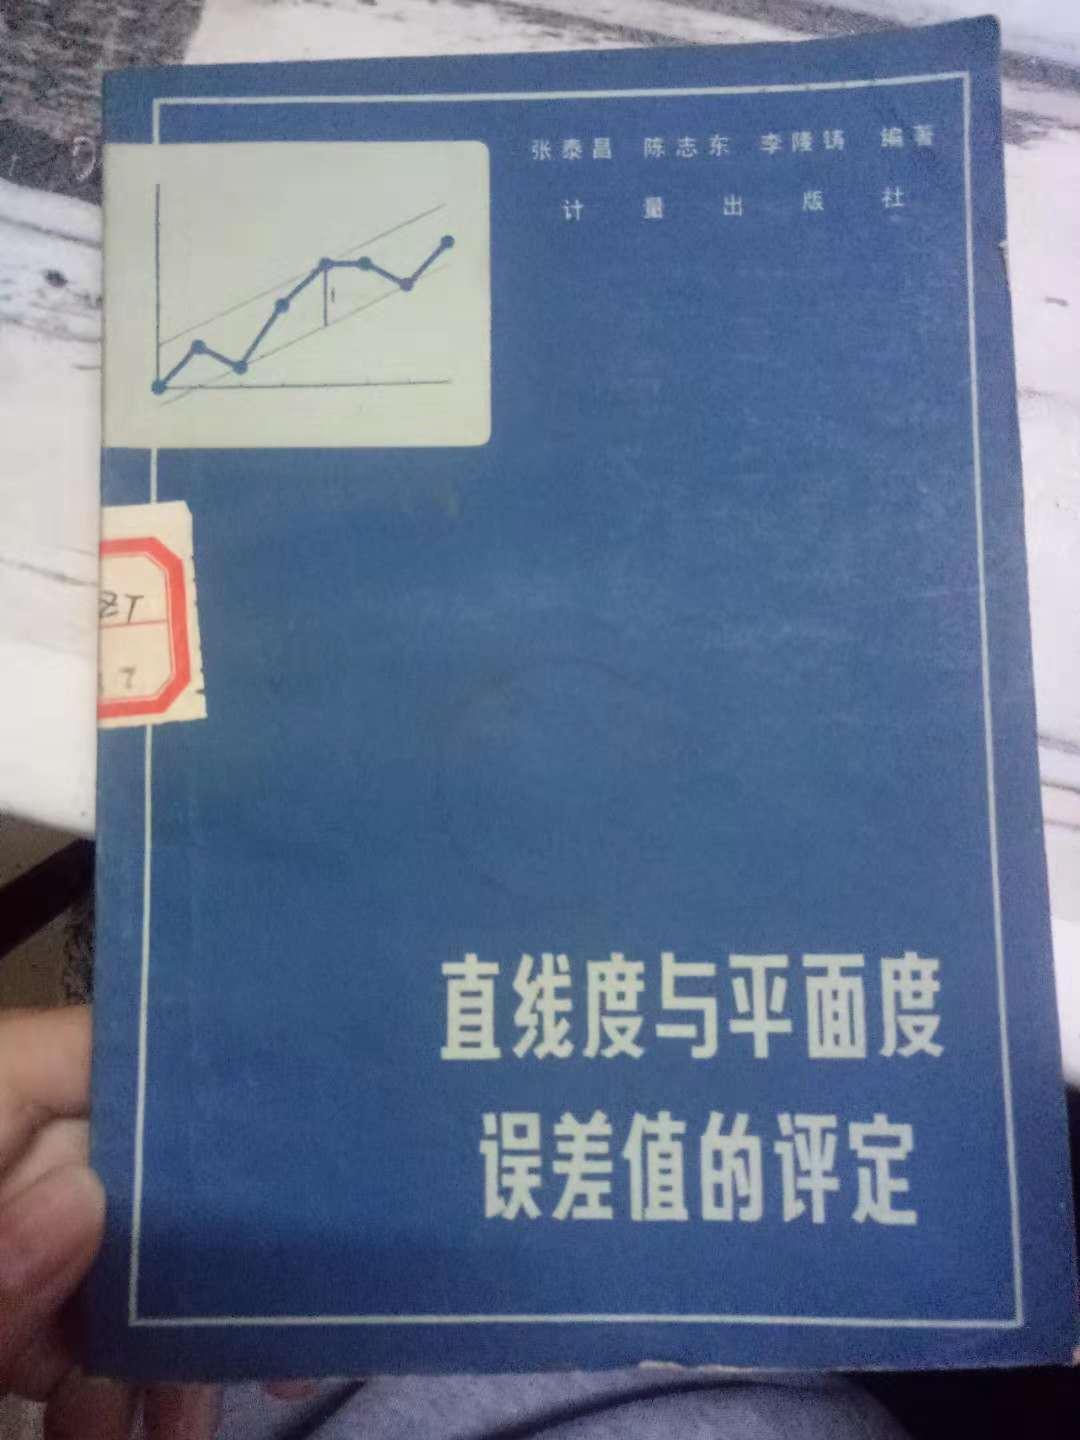 张泰昌 陈志东 李隆铸 编著
计量出版社
直线度与平面度
误差值的评定